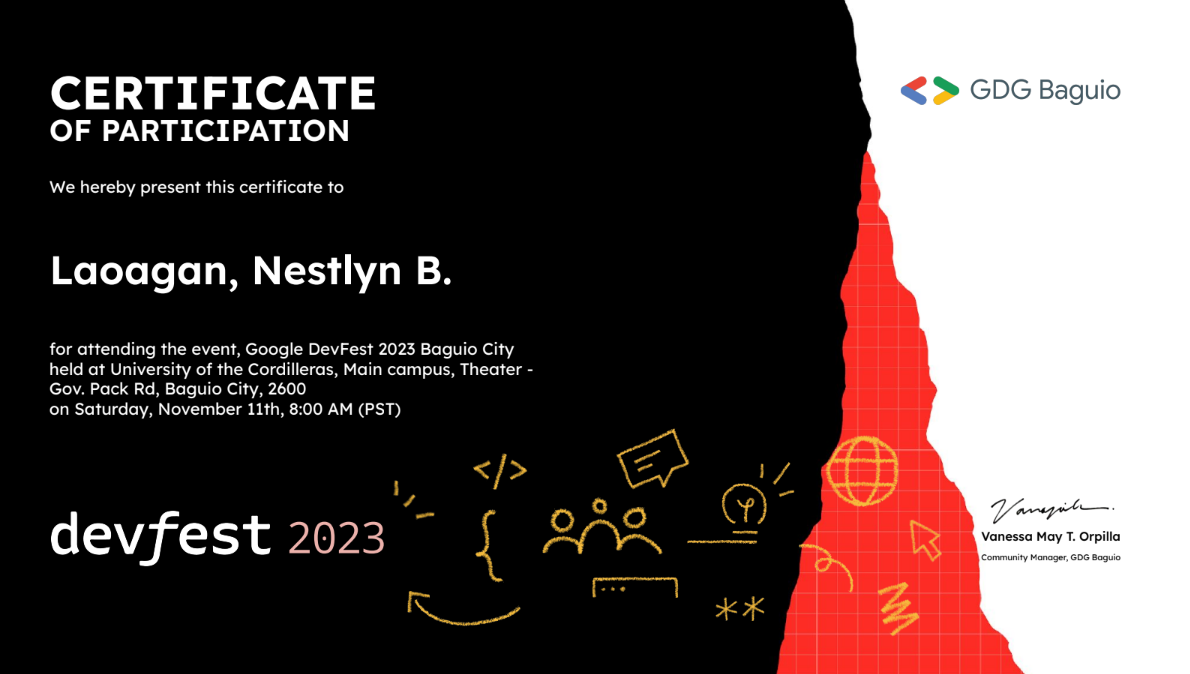 CERTIFICATE
OF PARTICIPATION
We hereby present this certificate to
Laoagan, Nestlyn B.
for attending the event, Google DevFest 2023 Baguio City
held at University of the Cordilleras, Main campus, Theater -
Gov. Pack Rd, Baguio City, 2600
on Saturday, November 11th, 8:00 AM (PST)
devfest 2023
GDG Baguio
Vanessa May T. Orpilla
Community Manager, GDG Baguio